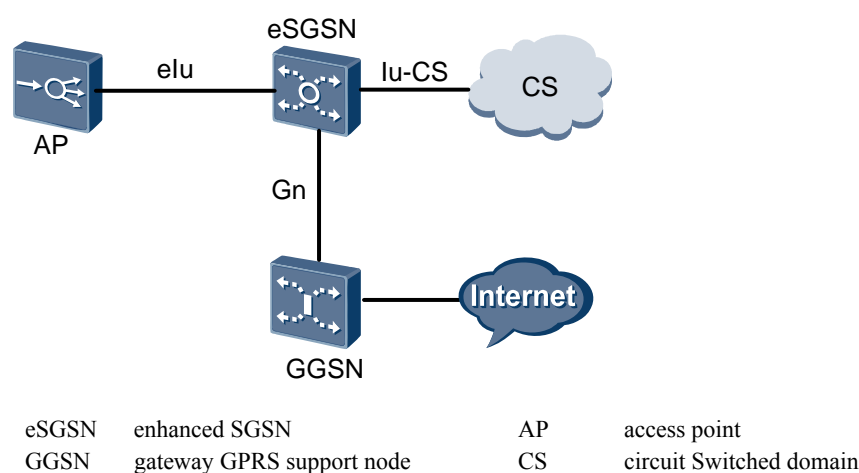 eSGSN
eIu
Iu-CS
CS
AP
Gn
Internet
GGSN
eSGSN enhanced SGSN AP access point
GGSN gateway GPRS support node CS circuit Switched domain